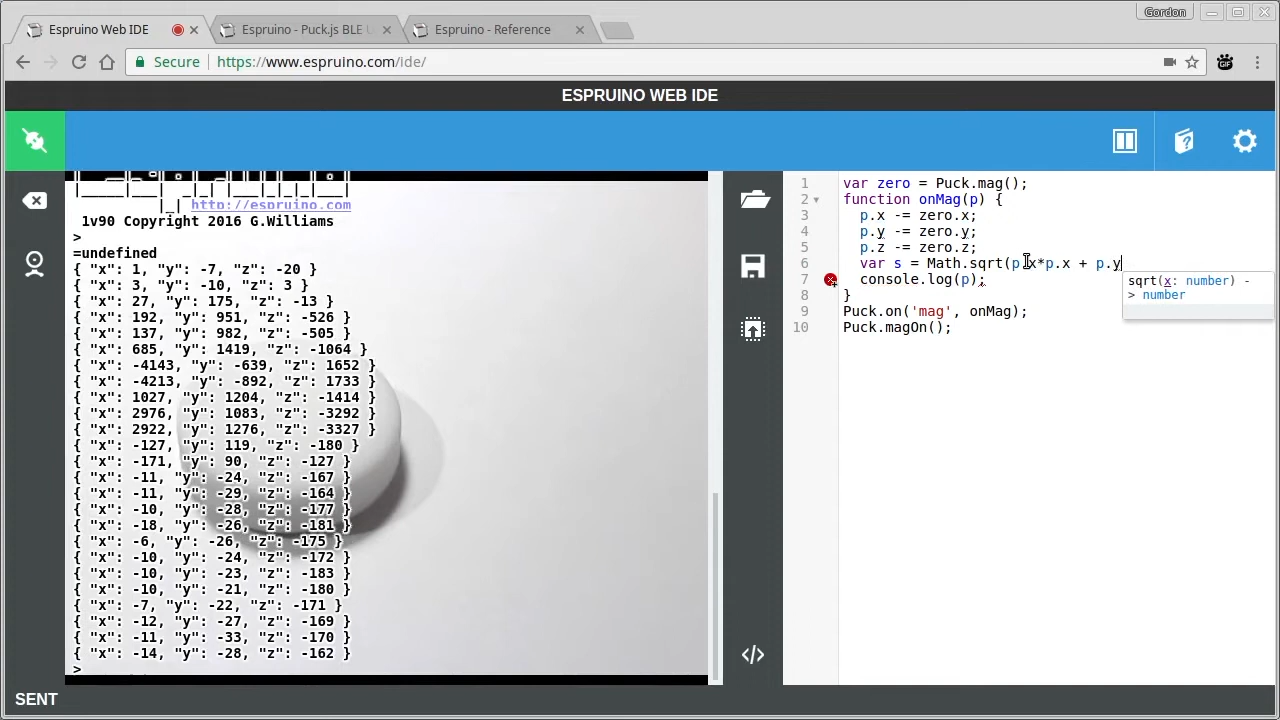 Gordon
Espruino Web IDE
Espruino - Puck.js BLE
Espruino - Reference
Secure
https://www.espruino.com/ide/
GIF
ESPRUINO WEB IDE
|_____|___|  _|_| |___|_|_|_|___|
|_| http://espruino.com
1v90 Copyright 2016 G.Williams
>
=undefined
{ "x": 1, "y": -7, "z": -20 }
{ "x": 3, "y": -10, "z": 3 }
{ "x": 27, "y": 175, "z": -13 }
{ "x": 192, "y": 951, "z": -526 }
{ "x": 137, "y": 982, "z": -505 }
{ "x": 685, "y": 1419, "z": -1064 }
{ "x": -4143, "y": -639, "z": 1652 }
{ "x": -4213, "y": -892, "z": 1733 }
{ "x": 1027, "y": 1204, "z": -1414 }
{ "x": 2976, "y": 1083, "z": -3292 }
{ "x": 2922, "y": 1276, "z": -3327 }
{ "x": -127, "y": 119, "z": -180 }
{ "x": -171, "y": 90, "z": -127 }
{ "x": -11, "y": -24, "z": -167 }
{ "x": -11, "y": -29, "z": -164 }
{ "x": -10, "y": -28, "z": -177 }
{ "x": -18, "y": -26, "z": -181 }
{ "x": -6, "y": -26, "z": -175 }
{ "x": -10, "y": -24, "z": -172 }
{ "x": -10, "y": -23, "z": -183 }
{ "x": -10, "y": -21, "z": -180 }
{ "x": -7, "y": -22, "z": -171 }
{ "x": -12, "y": -27, "z": -169 }
{ "x": -11, "y": -33, "z": -170 }
{ "x": -14, "y": -28, "z": -162 }
>
1 var zero = Puck.mag();
2 function onMag(p) {
3 p.x -= zero.x;
4 p.y -= zero.y;
5 p.z -= zero.z;
6 var s = Math.sqrt(p.x*p.x + p.y
7 console.log(p);
8 }
9 Puck.on('mag', onMag);
10 Puck.magOn();
sqrt(x: number) -
> number
SENT